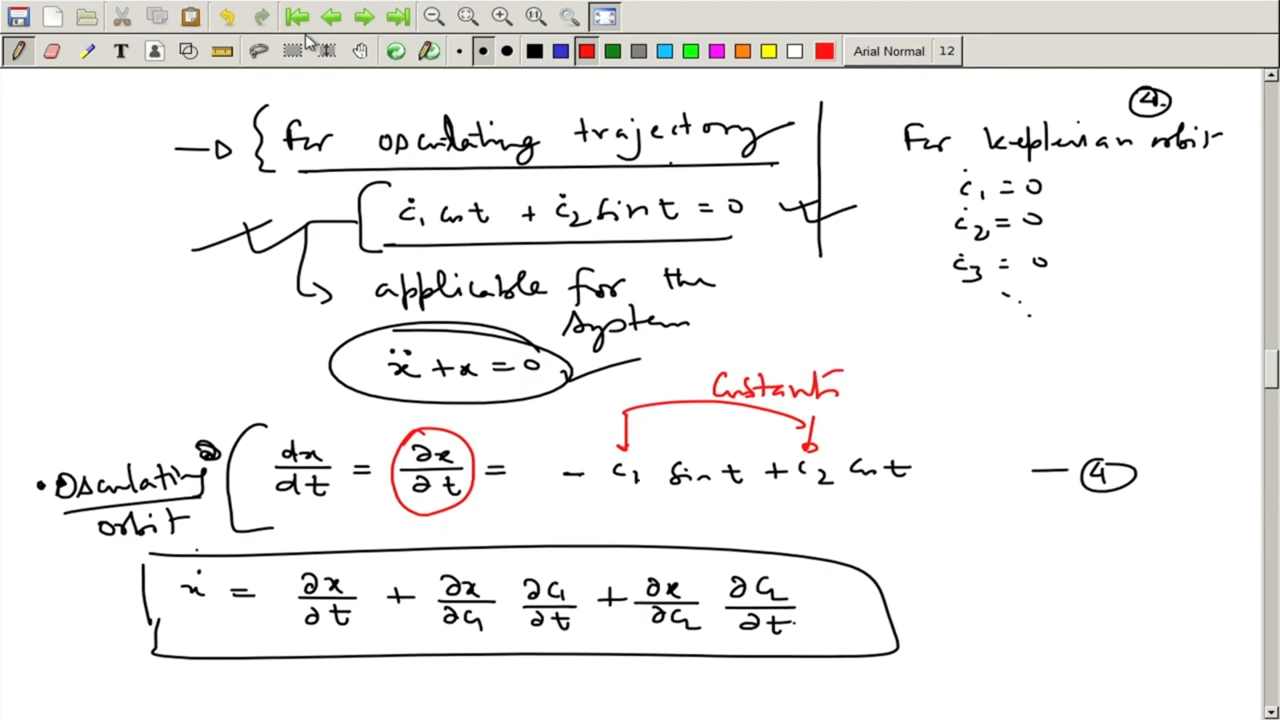 Arial Normal 12
④
→ { for osculating trajectory
For keplerian orbit
ċ₁ cos t + ċ₂ sin t = 0
ċ₁ = 0
ċ₂ = 0
ċ₃ = 0
applicable for the
system
ẍ + x = 0
Constants
• Osculating
orbit
dx/dt = ∂x/∂t = - c₁ sin t + c₂ cos t — ④
ẋ = ∂x/∂t + ∂x/∂c₁ ∂c₁/∂t + ∂x/∂c₂ ∂c₂/∂t